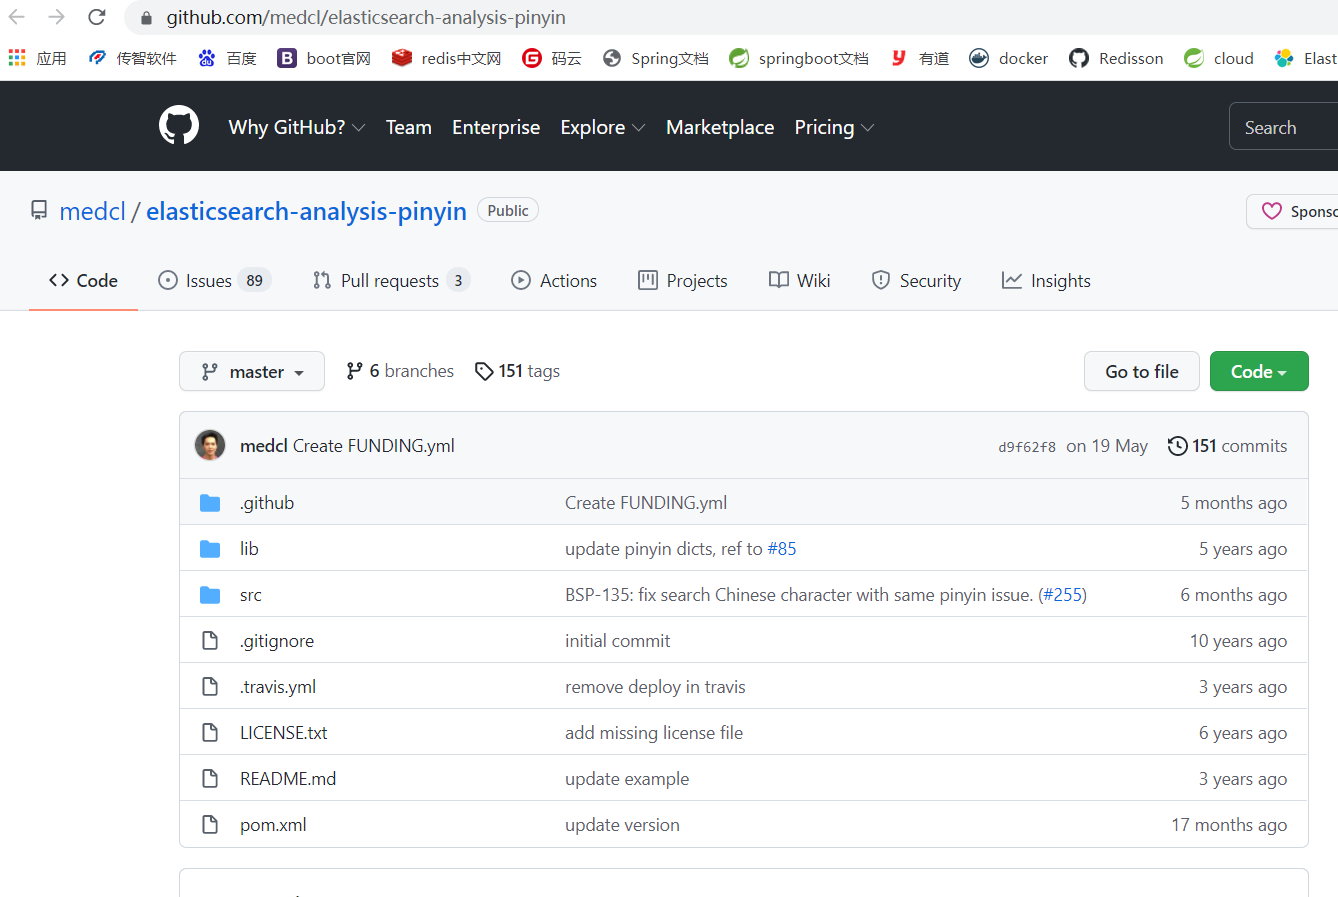 github.com/medcl/elasticsearch-analysis-pinyin
应用 传智软件 百度 boot官网 redis中文网 码云 Spring文档 springboot文档 有道 docker Redisson cloud Elast
Why GitHub? Team Enterprise Explore Marketplace Pricing Search
medcl / elasticsearch-analysis-pinyin Public Sponso
Code Issues 89 Pull requests 3 Actions Projects Wiki Security Insights
master 6 branches 151 tags Go to file Code
medcl Create FUNDING.yml d9f62f8 on 19 May 151 commits
.github Create FUNDING.yml 5 months ago
lib update pinyin dicts, ref to #85 5 years ago
src BSP-135: fix search Chinese character with same pinyin issue. (#255) 6 months ago
.gitignore initial commit 10 years ago
.travis.yml remove deploy in travis 3 years ago
LICENSE.txt add missing license file 6 years ago
README.md update example 3 years ago
pom.xml update version 17 months ago